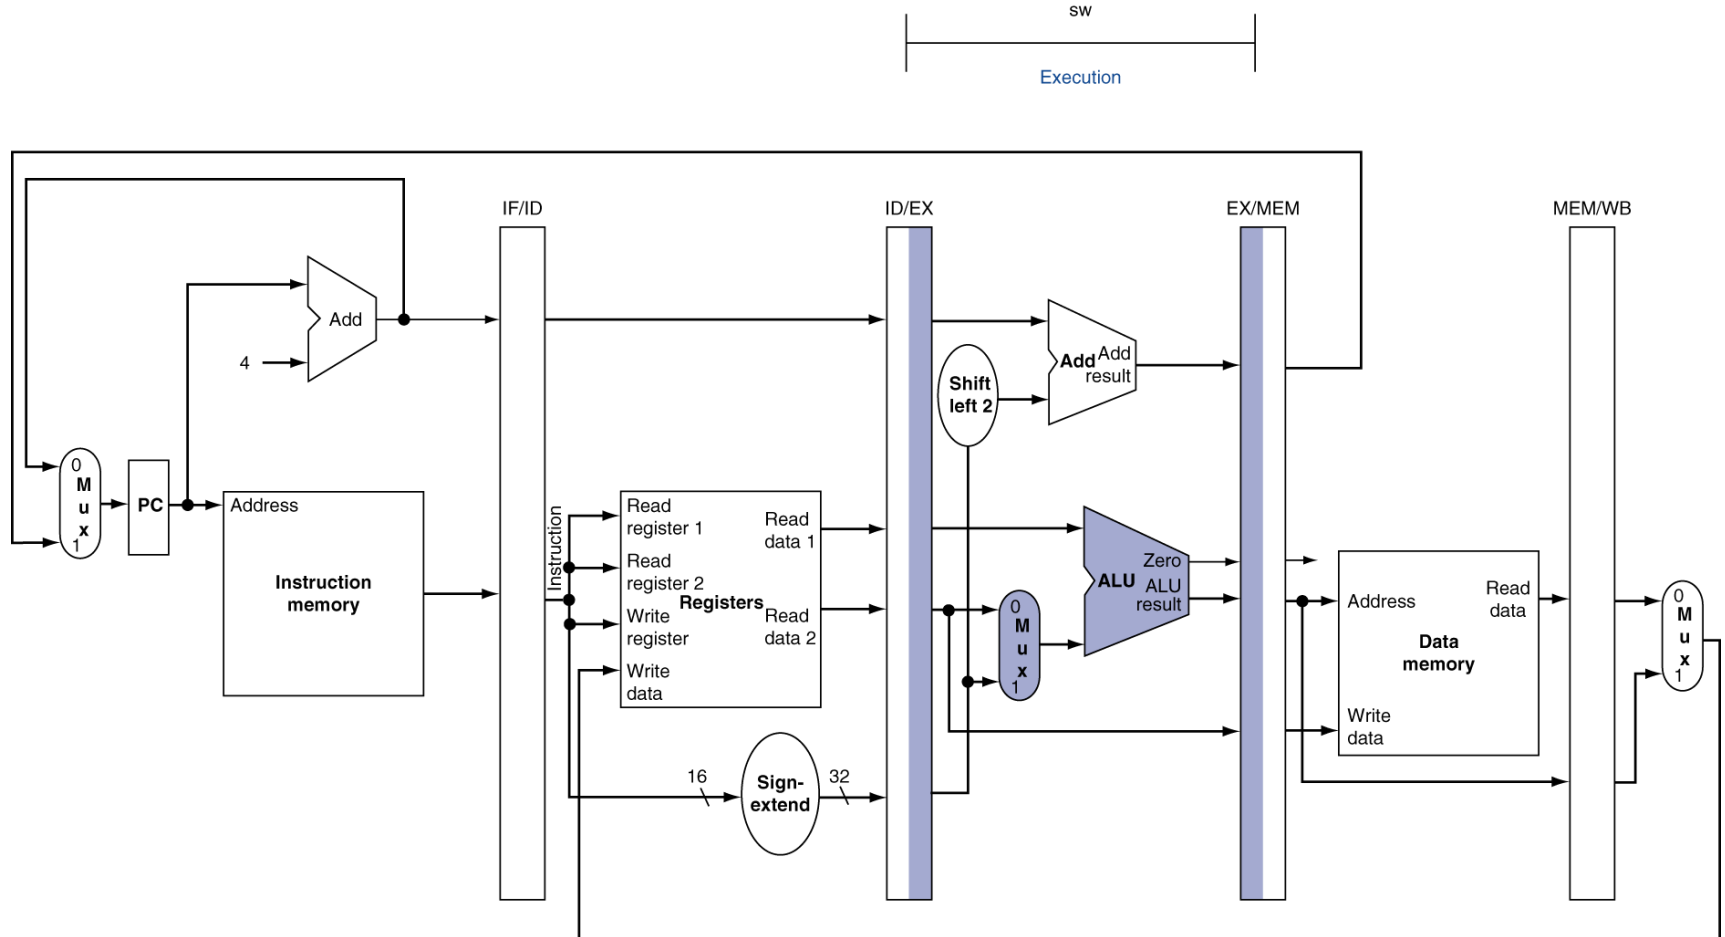 sw
Execution
IF/ID
ID/EX
EX/MEM
MEM/WB
Add
4
Add
Add
result
Shift
left 2
0
M
u
x
1
PC
Address
Instruction
memory
Instruction
Read
register 1
Read
register 2
Write
register
Write
data
Registers
Read
data 1
Read
data 2
16
Sign-
extend
32
0
M
u
x
1
ALU
Zero
ALU
result
Address
Read
data
Data
memory
Write
data
0
M
u
x
1